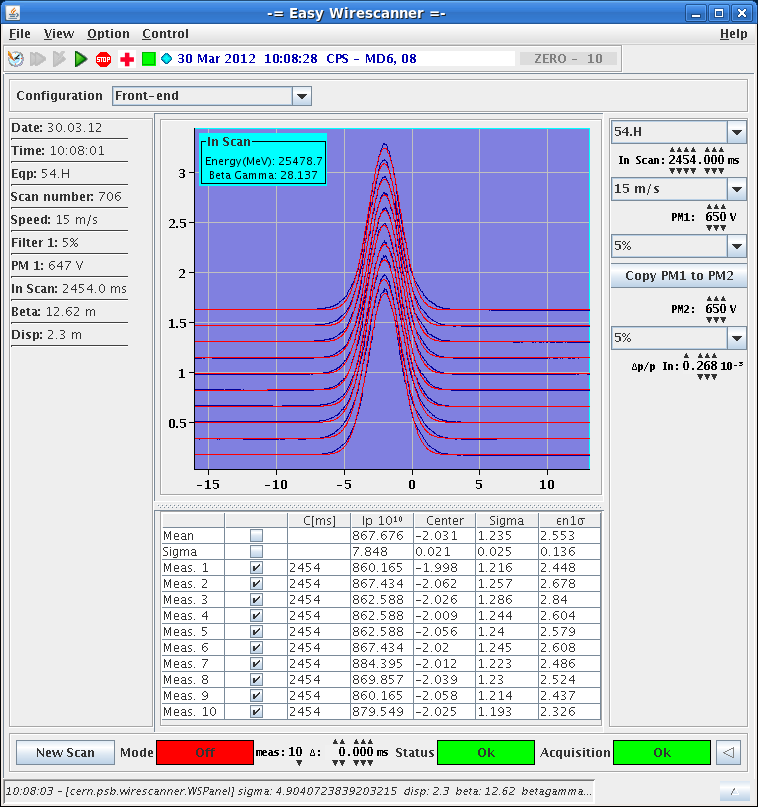 -= Easy Wirescanner =-
File View Option Control Help
STOP 30 Mar 2012 10:08:28 CPS - MD6, 08 ZERO - 10
Configuration Front-end
Date: 30.03.12
Time: 10:08:01
Eqp: 54.H
Scan number: 706
Speed: 15 m/s
Filter 1: 5%
PM 1: 647 V
In Scan: 2454.0 ms
Beta: 12.62 m
Disp: 2.3 m
In Scan
Energy(MeV): 25478.7
Beta Gamma: 28.137
3
2.5
2
1.5
1
0.5
-15 -10 -5 0 5 10
54.H
In Scan: 2454.000 ms
15 m/s
PM1: 650 V
5%
Copy PM1 to PM2
PM2: 650 V
5%
Δp/p In: 0.268 10⁻³
C[ms] Ip 10¹⁰ Center Sigma εn1σ
Mean 867.676 -2.031 1.235 2.553
Sigma 7.848 0.021 0.025 0.136
Meas. 1 2454 860.165 -1.998 1.216 2.448
Meas. 2 2454 867.434 -2.062 1.257 2.678
Meas. 3 2454 862.588 -2.026 1.286 2.84
Meas. 4 2454 862.588 -2.009 1.244 2.604
Meas. 5 2454 862.588 -2.056 1.24 2.579
Meas. 6 2454 867.434 -2.02 1.245 2.608
Meas. 7 2454 884.395 -2.012 1.223 2.486
Meas. 8 2454 869.857 -2.039 1.23 2.524
Meas. 9 2454 860.165 -2.058 1.214 2.437
Meas. 10 2454 879.549 -2.025 1.193 2.326
New Scan Mode Off meas: 10 Δ: 0.000 ms Status Ok Acquisition Ok
10:08:03 - [cern.psb.wirescanner.WSPanel] sigma: 4.9040723839203215 disp: 2.3 beta: 12.62 betagamma...